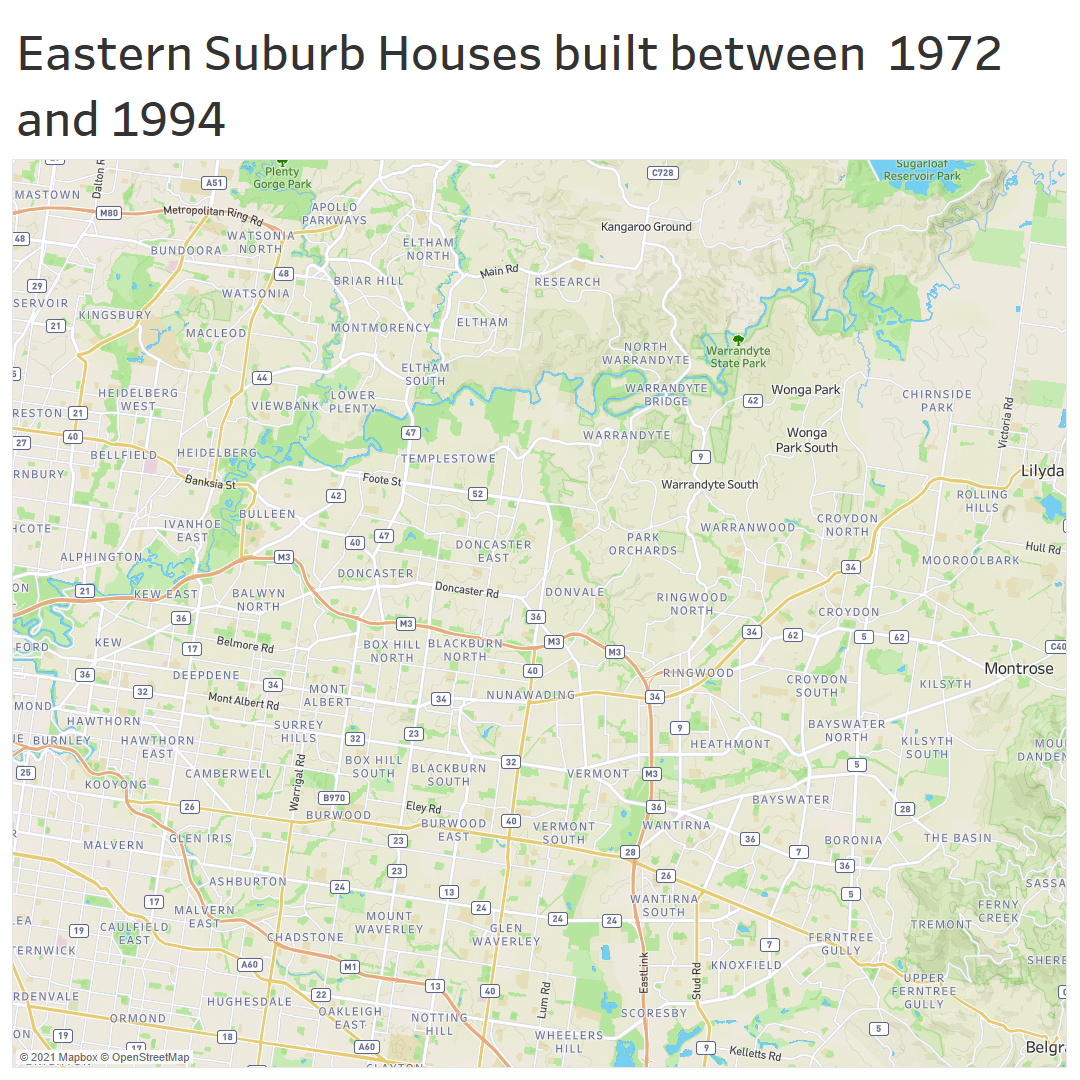 Eastern Suburb Houses built between 1972
and 1994
Sugarloaf
Reservoir Park
Plenty
Gorge Park
C728
A51
Dalton R
MASTOWN
M80
Metropolitan Ring Rd
APOLLO
PARKWAYS
Kangaroo Ground
48
WATSONIA
NORTH
BUNDOORA
ELTHAM
NORTH
48
Main Rd
RESEARCH
BRIAR HILL
29
WATSONIA
SERVOIR
KINGSBURY
21
MACLEOD
MONTMORENCY
ELTHAM
NORTH
WARRANDYTE
Warrandyte
State Park
ELTHAM
SOUTH
44
HEIDELBERG
WEST
VIEWBANK
LOWER
PLENTY
WARRANDYTE
BRIDGE
42
Wonga Park
CHIRNSIDE
PARK
Victoria Rd
RESTON
21
40
27
47
WARRANDYTE
Wonga
Park South
BELLFIELD
HEIDELBERG
TEMPLESTOWE
9
RNBURY
Banksia St
Foote St
Warrandyte South
Lilyda
42
52
ROLLING
HILLS
BULLEEN
HCOTE
IVANHOE
EAST
WARRANWOOD
CROYDON
NORTH
40
47
DONCASTER
EAST
PARK
ORCHARDS
Hull Rd
ALPHINGTON
M3
34
MOOROOLBARK
DONCASTER
ON
21
KEW EAST
BALWYN
NORTH
Doncaster Rd
DONVALE
RINGWOOD
NORTH
36
36
CROYDON
M3
34
62
5
62
FORD
KEW
17
Belmore Rd
BOX HILL
NORTH
BLACKBURN
NORTH
M3
M3
C40
36
DEEPDENE
40
RINGWOOD
Montrose
32
34
MONT
ALBERT
34
NUNAWADING
34
CROYDON
SOUTH
KILSYTH
MOND
Mont Albert Rd
HAWTHORN
SURREY
HILLS
9
BAYSWATER
NORTH
NE
BURNLEY
HAWTHORN
EAST
32
23
HEATHMONT
KILSYTH
SOUTH
MOU
DANDEN
25
CAMBERWELL
Warrigal Rd
BOX HILL
SOUTH
BLACKBURN
SOUTH
32
VERMONT
M3
5
KOOYONG
26
B970
Eley Rd
36
BAYSWATER
28
BURWOOD
BURWOOD
EAST
40
VERMONT
SOUTH
WANTIRNA
MALVERN
GLEN IRIS
23
36
BORONIA
THE BASIN
28
7
36
ASHBURTON
24
23
13
26
5
SASSA
17
MALVERN
EAST
24
WANTIRNA
SOUTH
FERNY
CREEK
LEA
19
CAULFIELD
EAST
MOUNT
WAVERLEY
24
24
TREMONT
CHADSTONE
GLEN
WAVERLEY
7
FERNTREE
GULLY
TERNWICK
A60
M1
EastLink
Stud Rd
KNOXFIELD
SHERE
RDENVALE
HUGHESDALE
22
13
40
Lum Rd
UPPER
FERNTREE
GULLY
ORMOND
OAKLEIGH
EAST
NOTTING
HILL
SCORESBY
5
ON
19
18
WHEELERS
HILL
17
A60
9
Kelletts Rd
Belgr
© 2021 Mapbox © OpenStreetMap